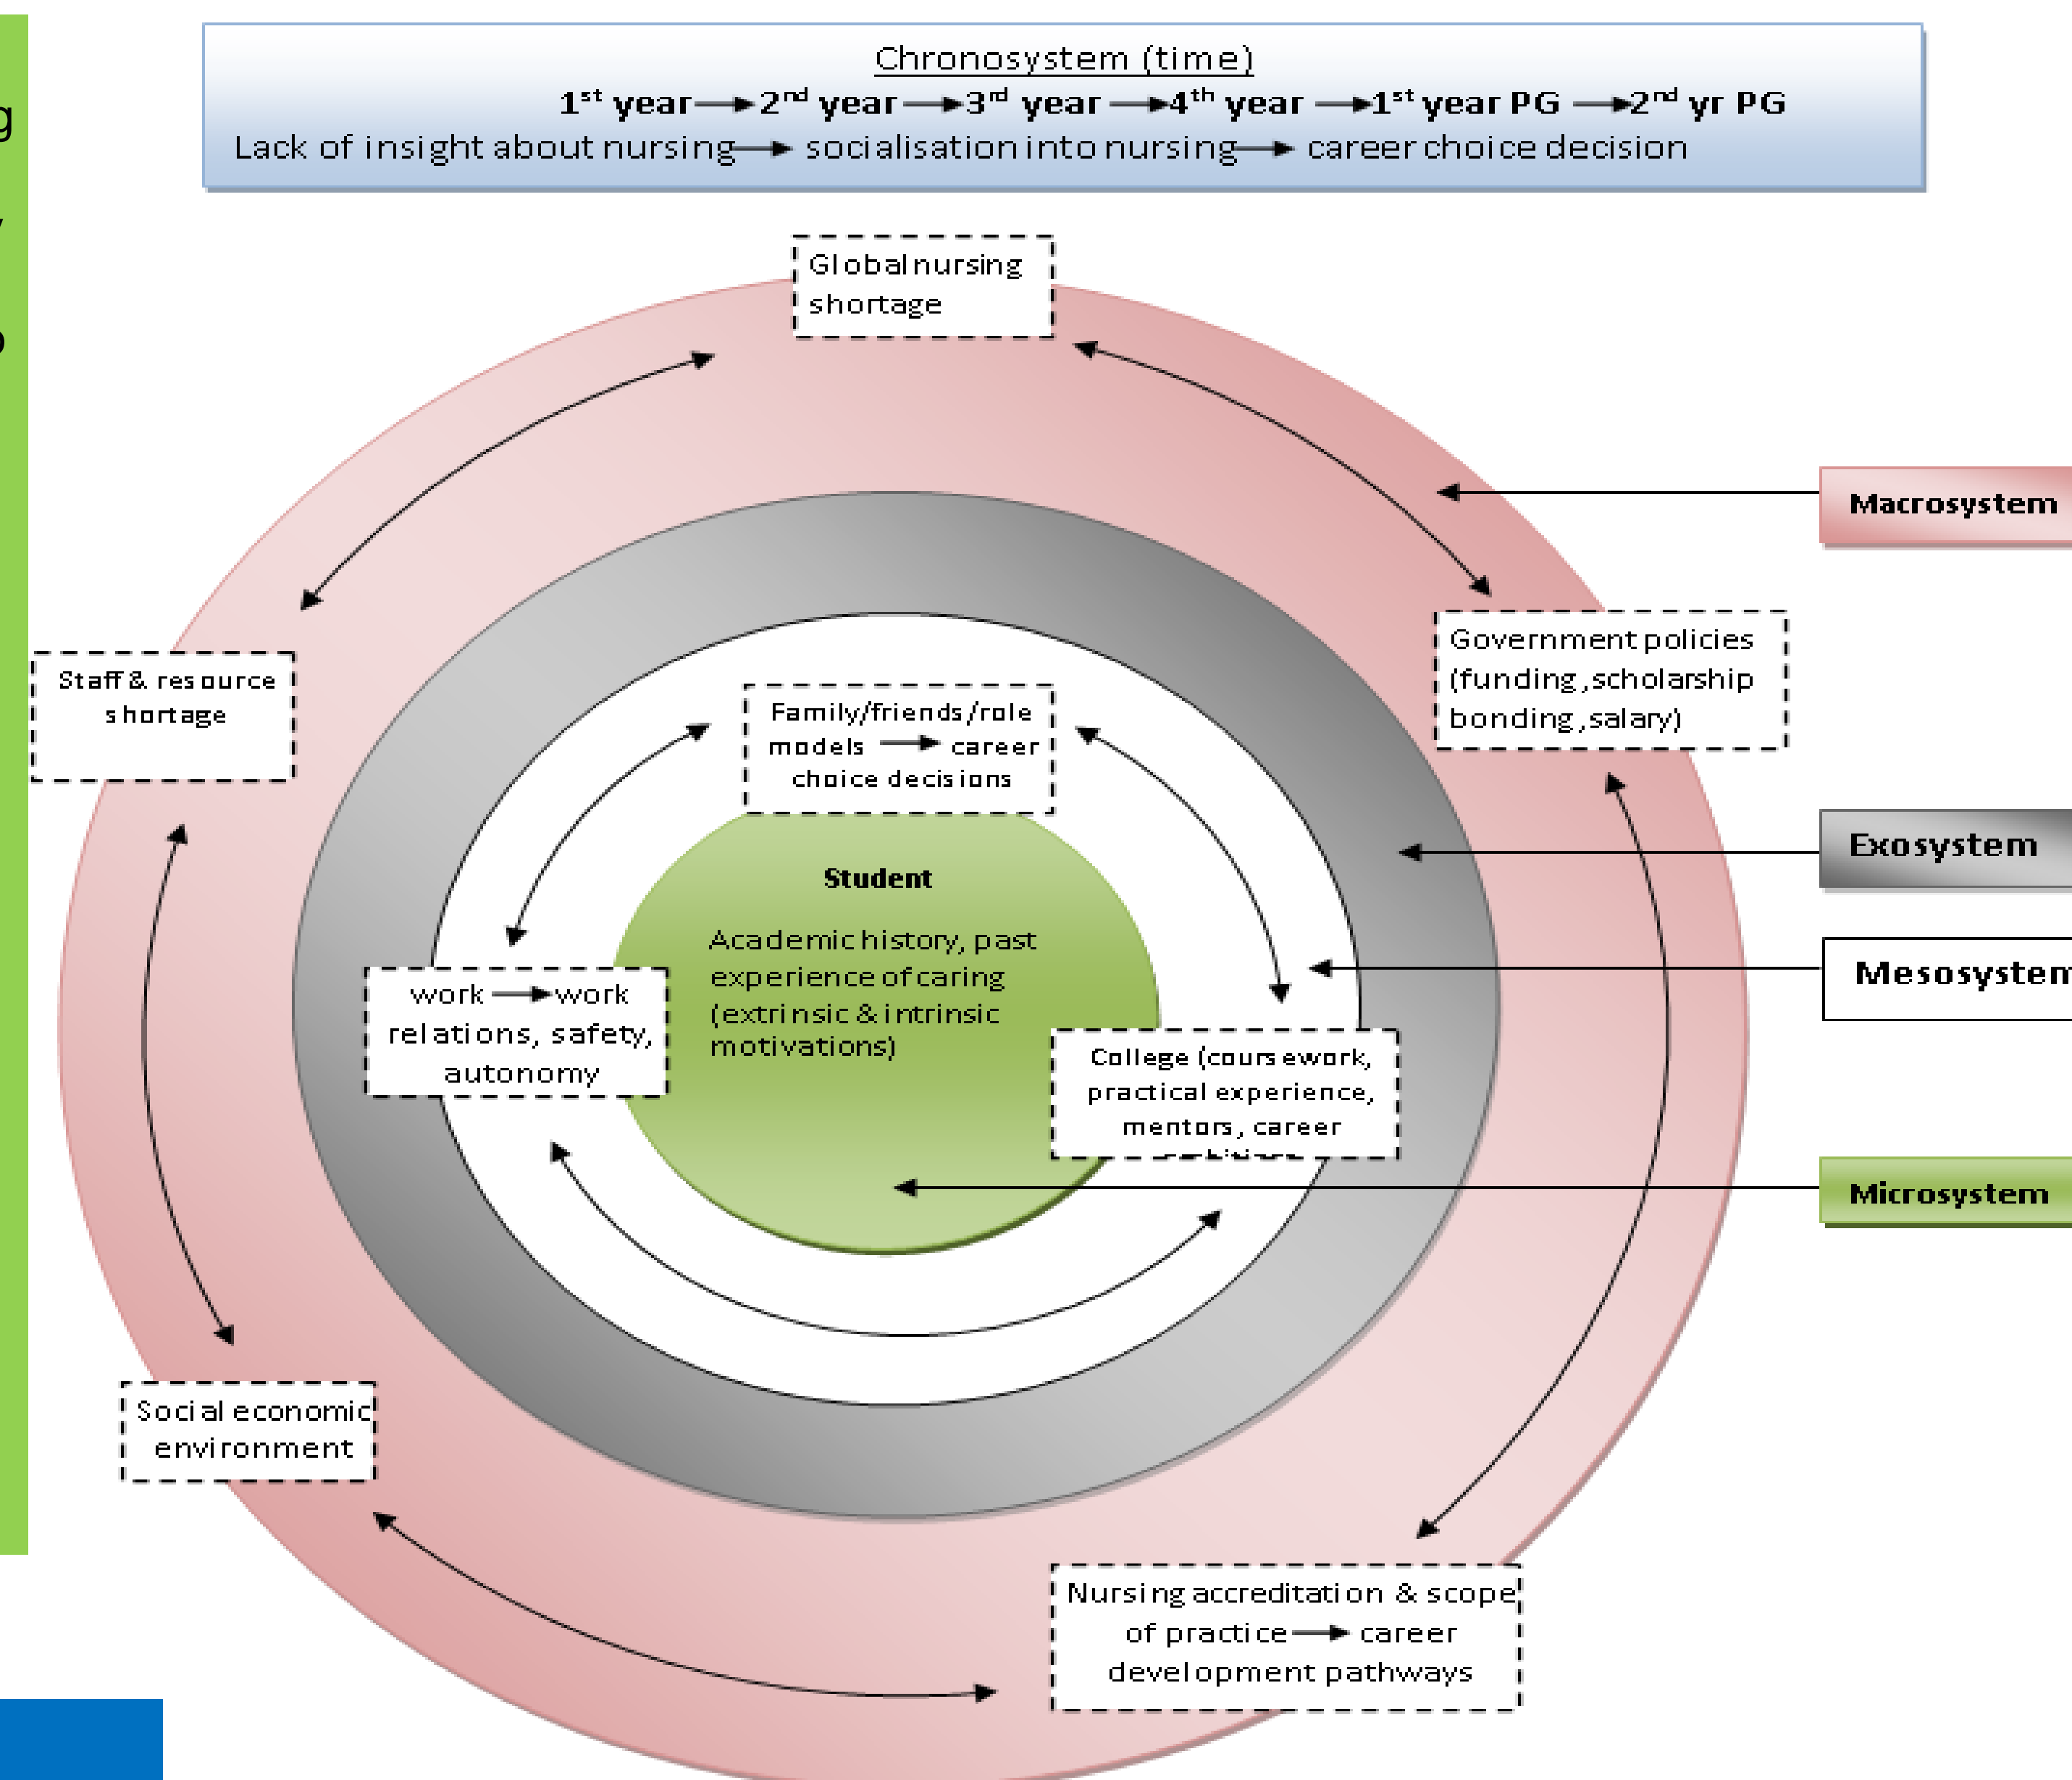 Chronosystem (time)
1st year → 2nd year → 3rd year → 4th year → 1st year PG → 2nd yr PG
Lack of insight about nursing → socialisation into nursing → career choice decision
Global nursing
shortage
Macrosystem
Government policies
(funding, scholarship
bonding, salary)
Staff & resource
shortage
Family/friends/role
models → career
choice decisions
Exosystem
Student
Academic history, past
experience of caring
(extrinsic & intrinsic
motivations)
Mesosystem
work → work
relations, safety,
autonomy
College (coursework,
practical experience,
mentors, career
Microsystem
Social economic
environment
Nursing accreditation & scope
of practice → career
development pathways